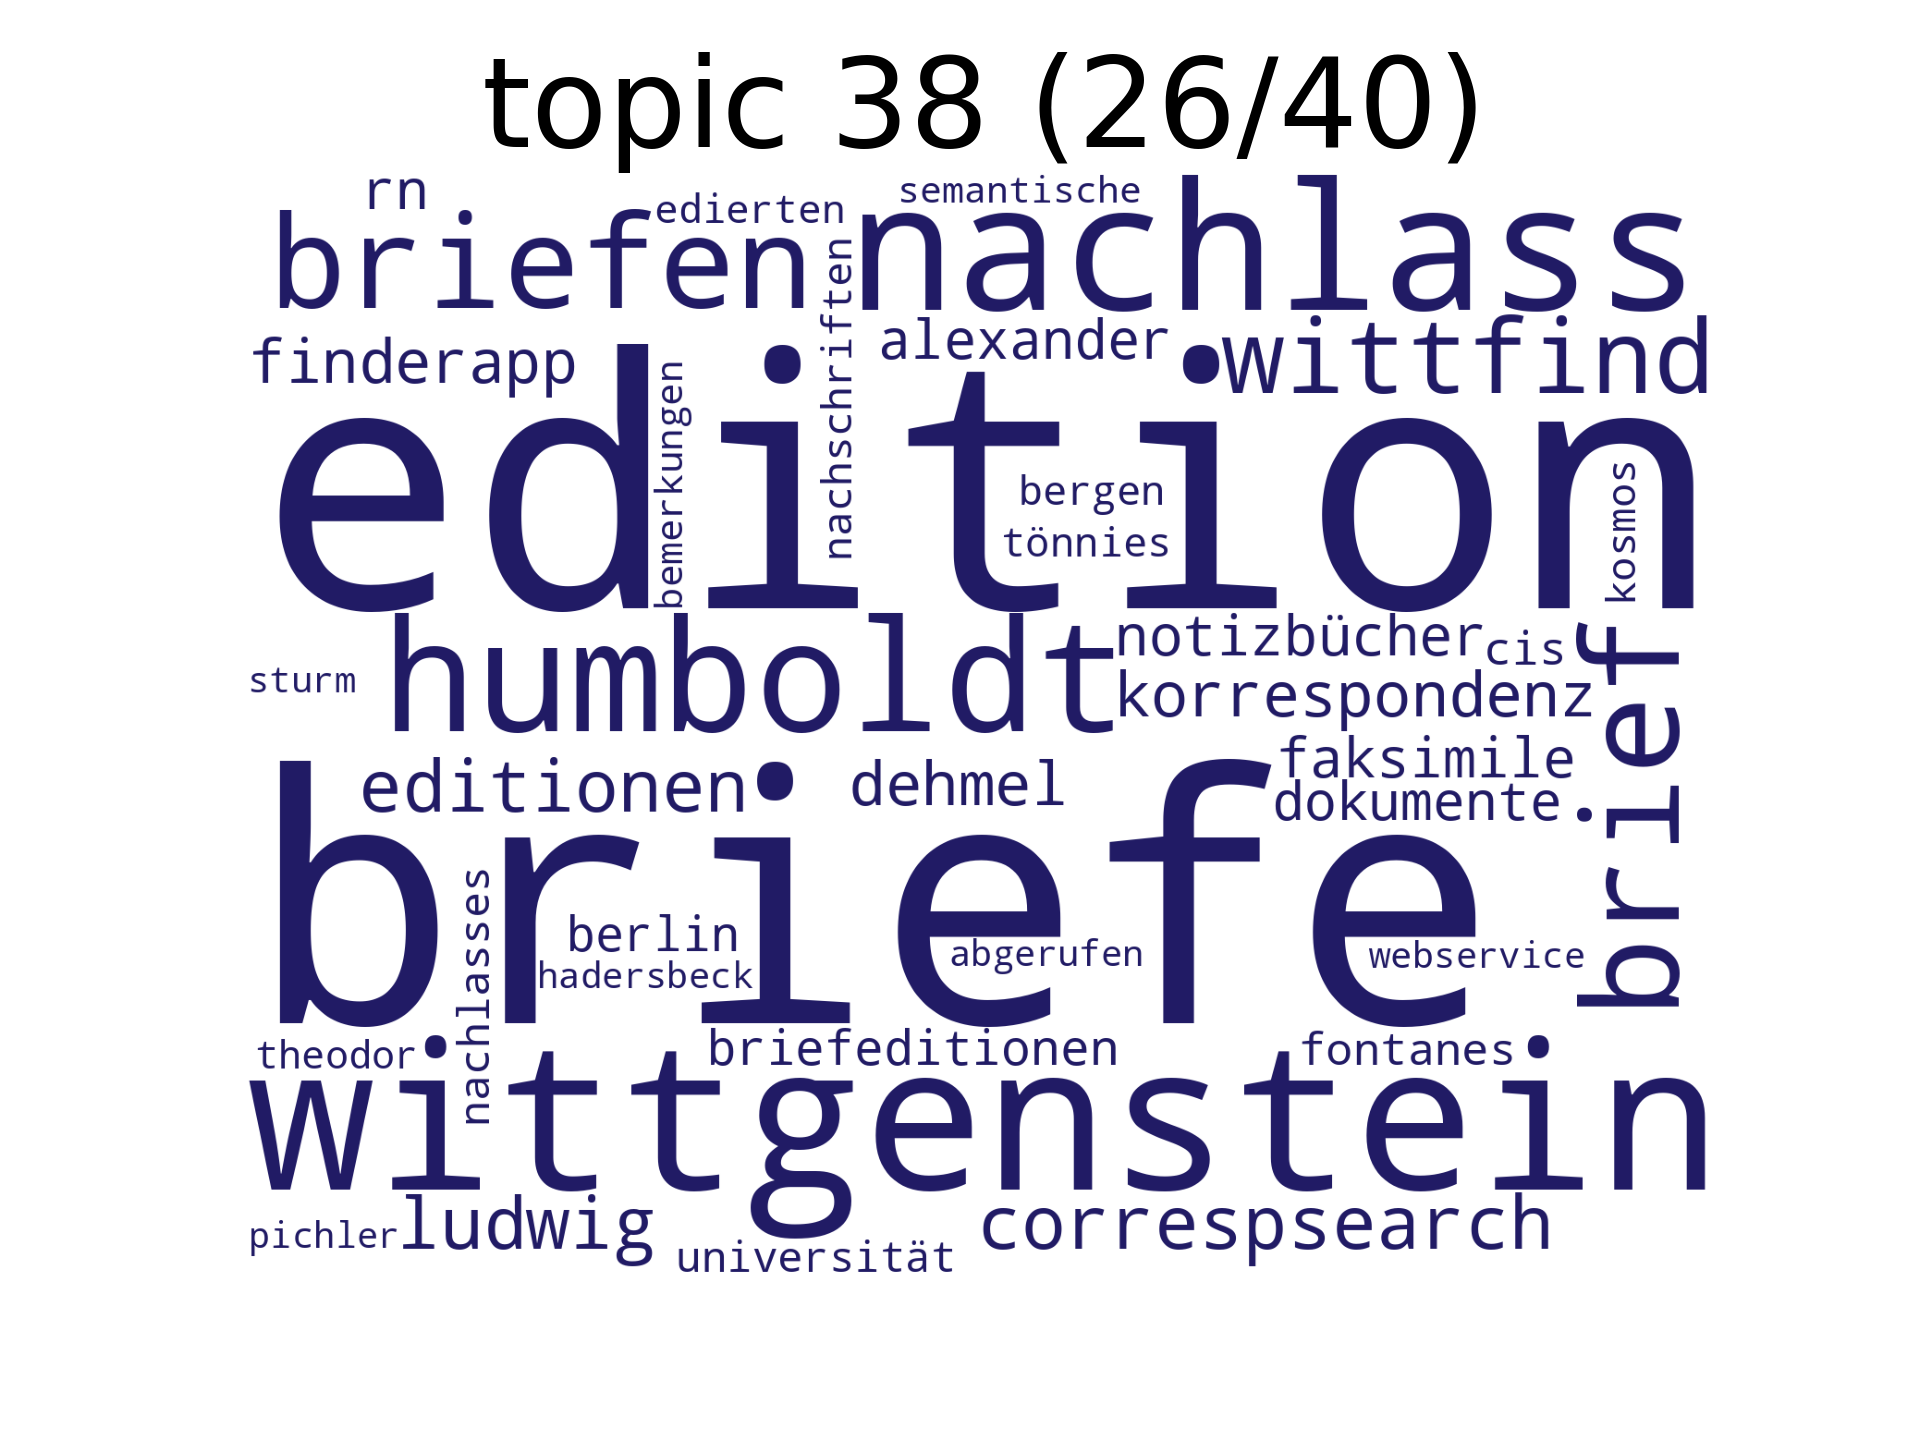 topic 38 (26/40)
rn
semantische
edierten
briefen
nachlass
nachschriften
finderapp
alexander
wittfind
bemerkungen
edition
bergen
tönnies
kosmos
humboldt
notizbücher
cis
sturm
korrespondenz
brief
editionen
dehmel
faksimile
dokumente
briefe
nachlasses
berlin
hadersbeck
abgerufen
webservice
theodor
briefeditionen
fontanes
wittgenstein
pichler
ludwig
correspsearch
universität